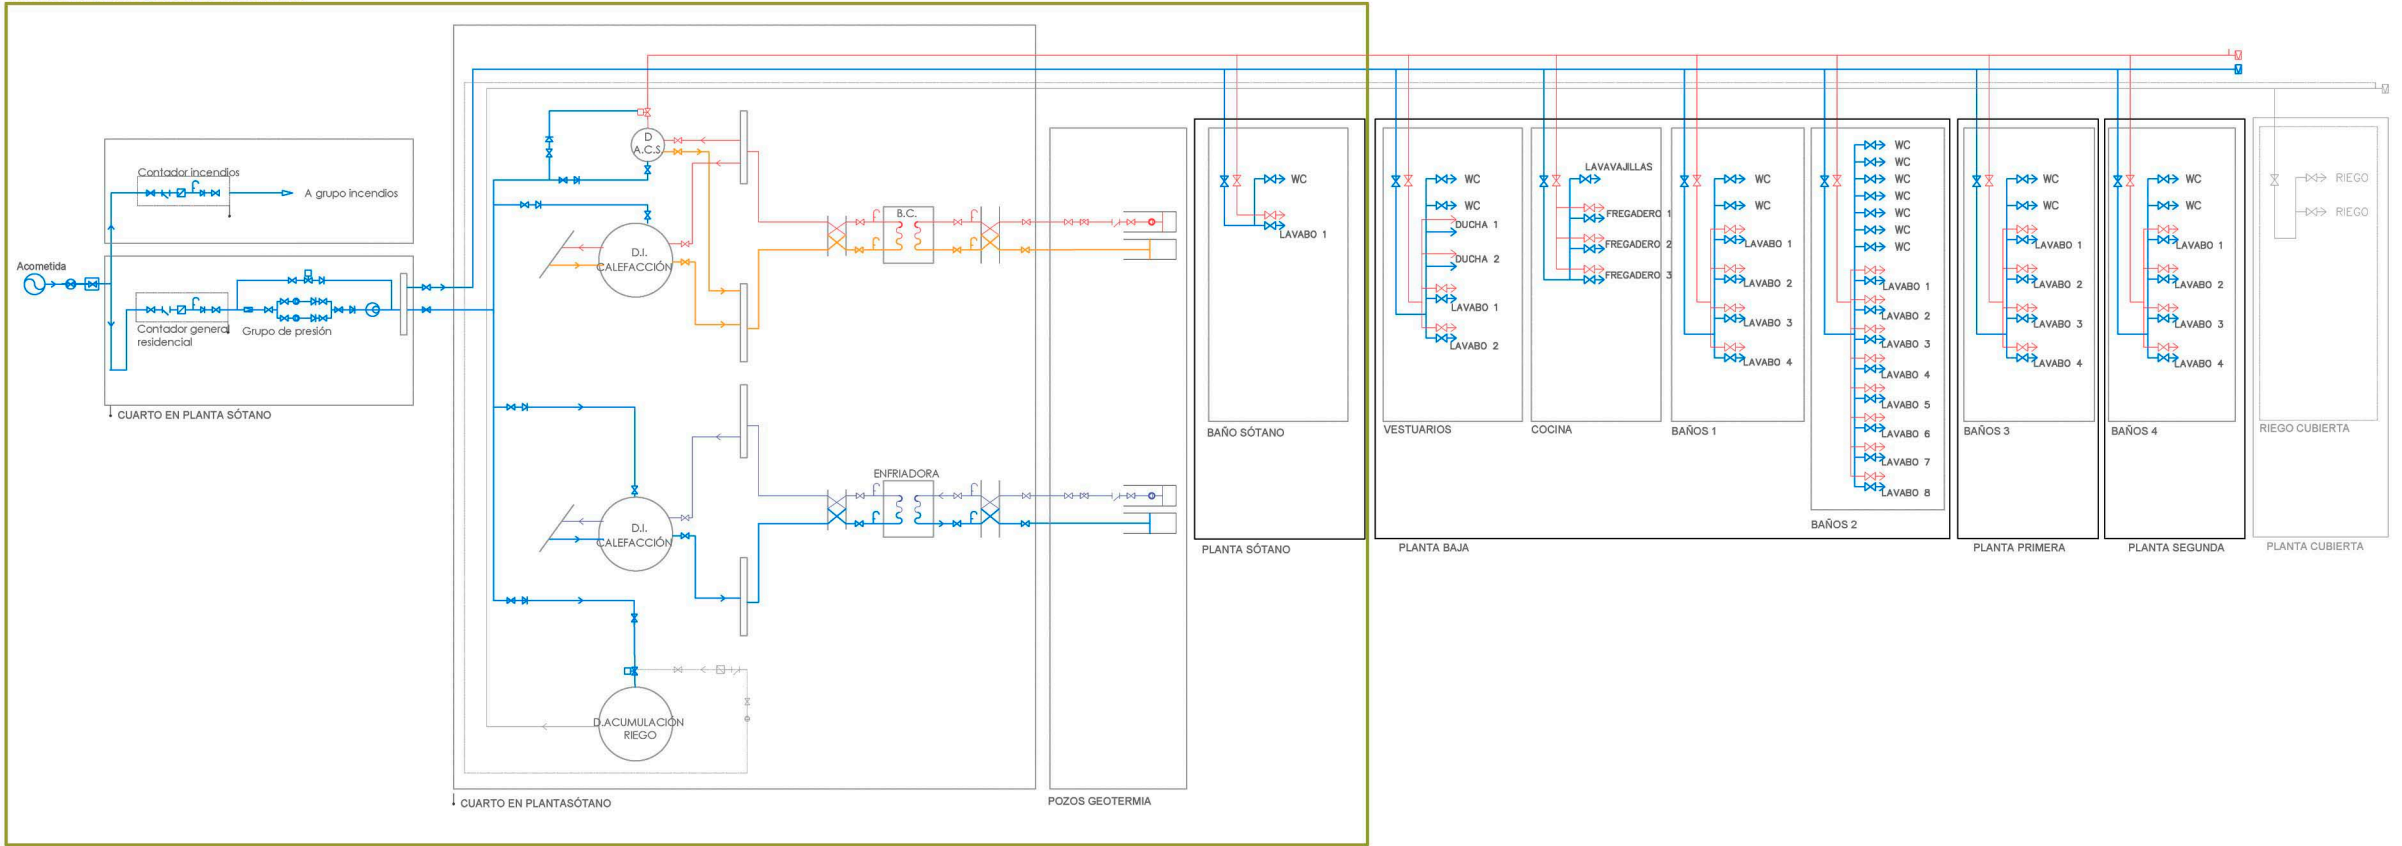 Contador incendios
A grupo incendios
Acometida
Contador general
residencial
Grupo de presión
CUARTO EN PLANTA SÓTANO
D
A.C.S
D.I.
CALEFACCIÓN
B.C.
D.I.
CALEFACCIÓN
ENFRIADORA
D.ACUMULACIÓN
RIEGO
CUARTO EN PLANTASÓTANO
POZOS GEOTERMIA
WC
LAVABO 1
BAÑO SÓTANO
PLANTA SÓTANO
WC
WC
DUCHA 1
DUCHA 2
LAVABO 1
LAVABO 2
VESTUARIOS
LAVAVAJILLAS
FREGADERO 1
FREGADERO 2
FREGADERO 3
COCINA
WC
WC
LAVABO 1
LAVABO 2
LAVABO 3
LAVABO 4
BAÑOS 1
WC
WC
WC
WC
WC
WC
WC
LAVABO 1
LAVABO 2
LAVABO 3
LAVABO 4
LAVABO 5
LAVABO 6
LAVABO 7
LAVABO 8
BAÑOS 2
PLANTA BAJA
WC
WC
LAVABO 1
LAVABO 2
LAVABO 3
LAVABO 4
BAÑOS 3
PLANTA PRIMERA
WC
WC
LAVABO 1
LAVABO 2
LAVABO 3
LAVABO 4
BAÑOS 4
PLANTA SEGUNDA
RIEGO
RIEGO
RIEGO CUBIERTA
PLANTA CUBIERTA